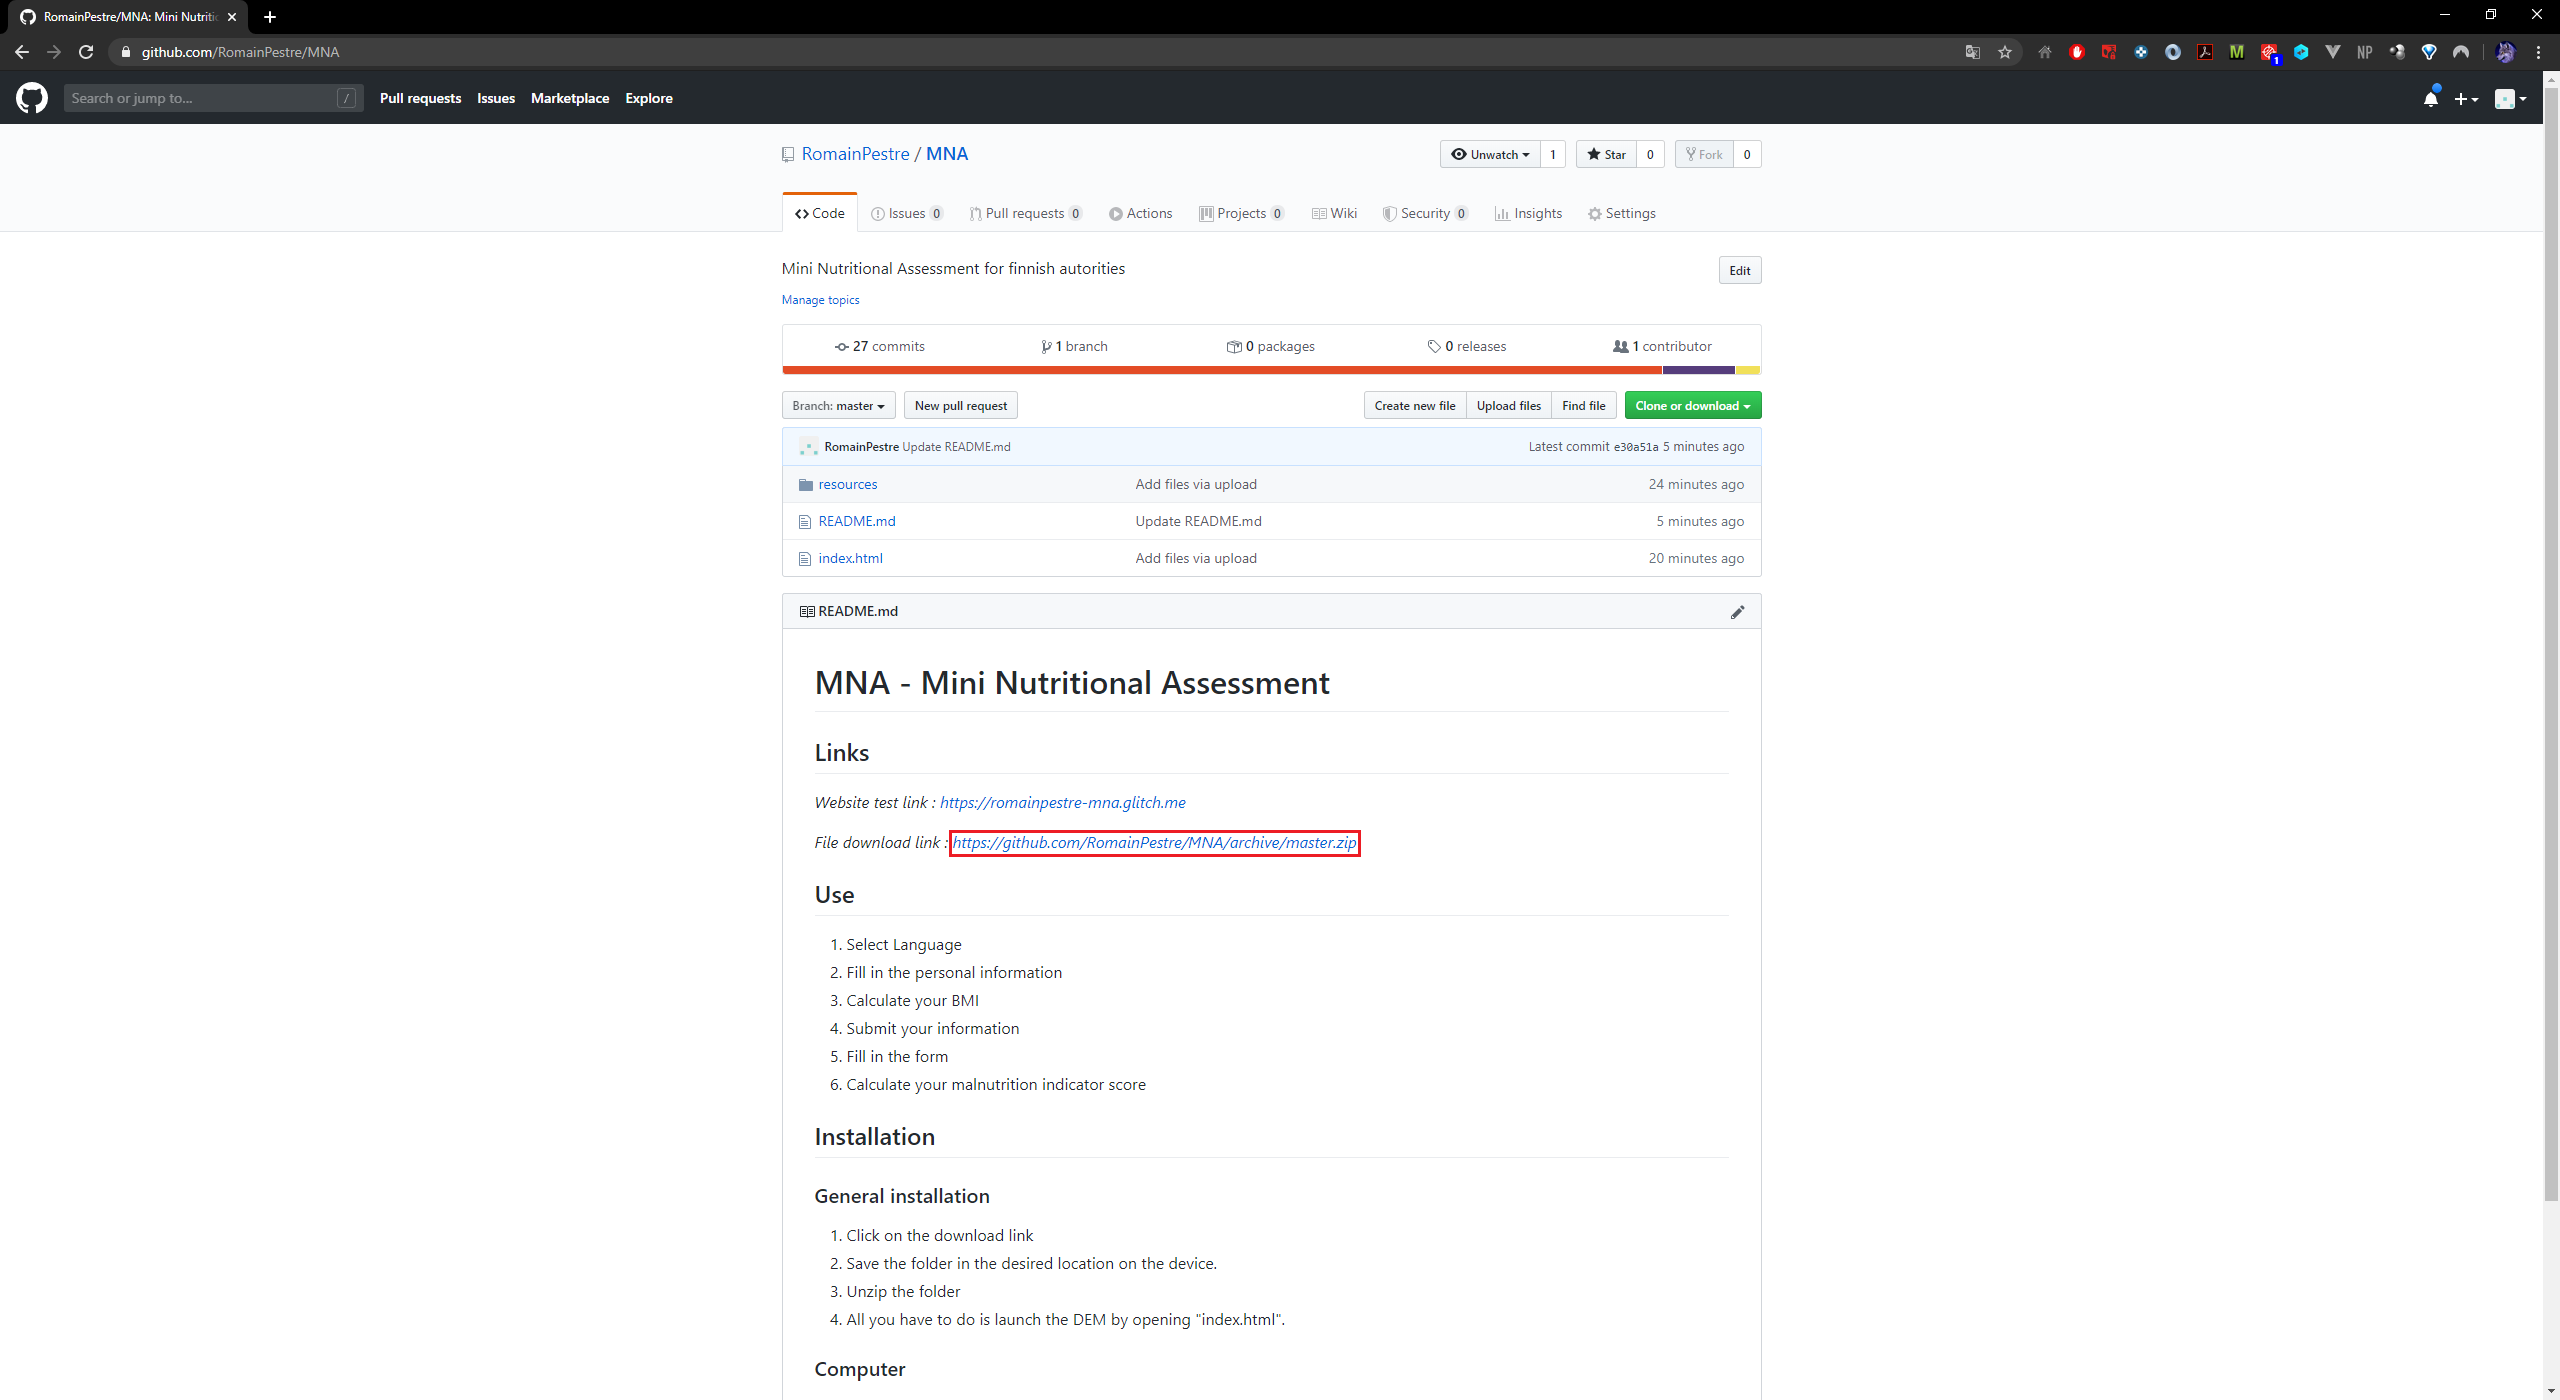 RomainPestre/MNA: Mini Nutriti
github.com/RomainPestre/MNA
NP
1
Search or jump to...
/
Pull requests
Issues
Marketplace
Explore
RomainPestre / MNA
Unwatch
1
Star
0
Fork
0
Code
Issues 0
Pull requests 0
Actions
Projects 0
Wiki
Security 0
Insights
Settings
Mini Nutritional Assessment for finnish autorities
Edit
Manage topics
27 commits
1 branch
0 packages
0 releases
1 contributor
Branch: master
New pull request
Create new file
Upload files
Find file
Clone or download
RomainPestre Update README.md
Latest commit e30a51a 5 minutes ago
resources
Add files via upload
24 minutes ago
README.md
Update README.md
5 minutes ago
index.html
Add files via upload
20 minutes ago
README.md
MNA - Mini Nutritional Assessment
Links
Website test link : https://romainpestre-mna.glitch.me
File download link : https://github.com/RomainPestre/MNA/archive/master.zip
Use
1. Select Language
2. Fill in the personal information
3. Calculate your BMI
4. Submit your information
5. Fill in the form
6. Calculate your malnutrition indicator score
Installation
General installation
1. Click on the download link
2. Save the folder in the desired location on the device.
3. Unzip the folder
4. All you have to do is launch the DEM by opening "index.html".
Computer